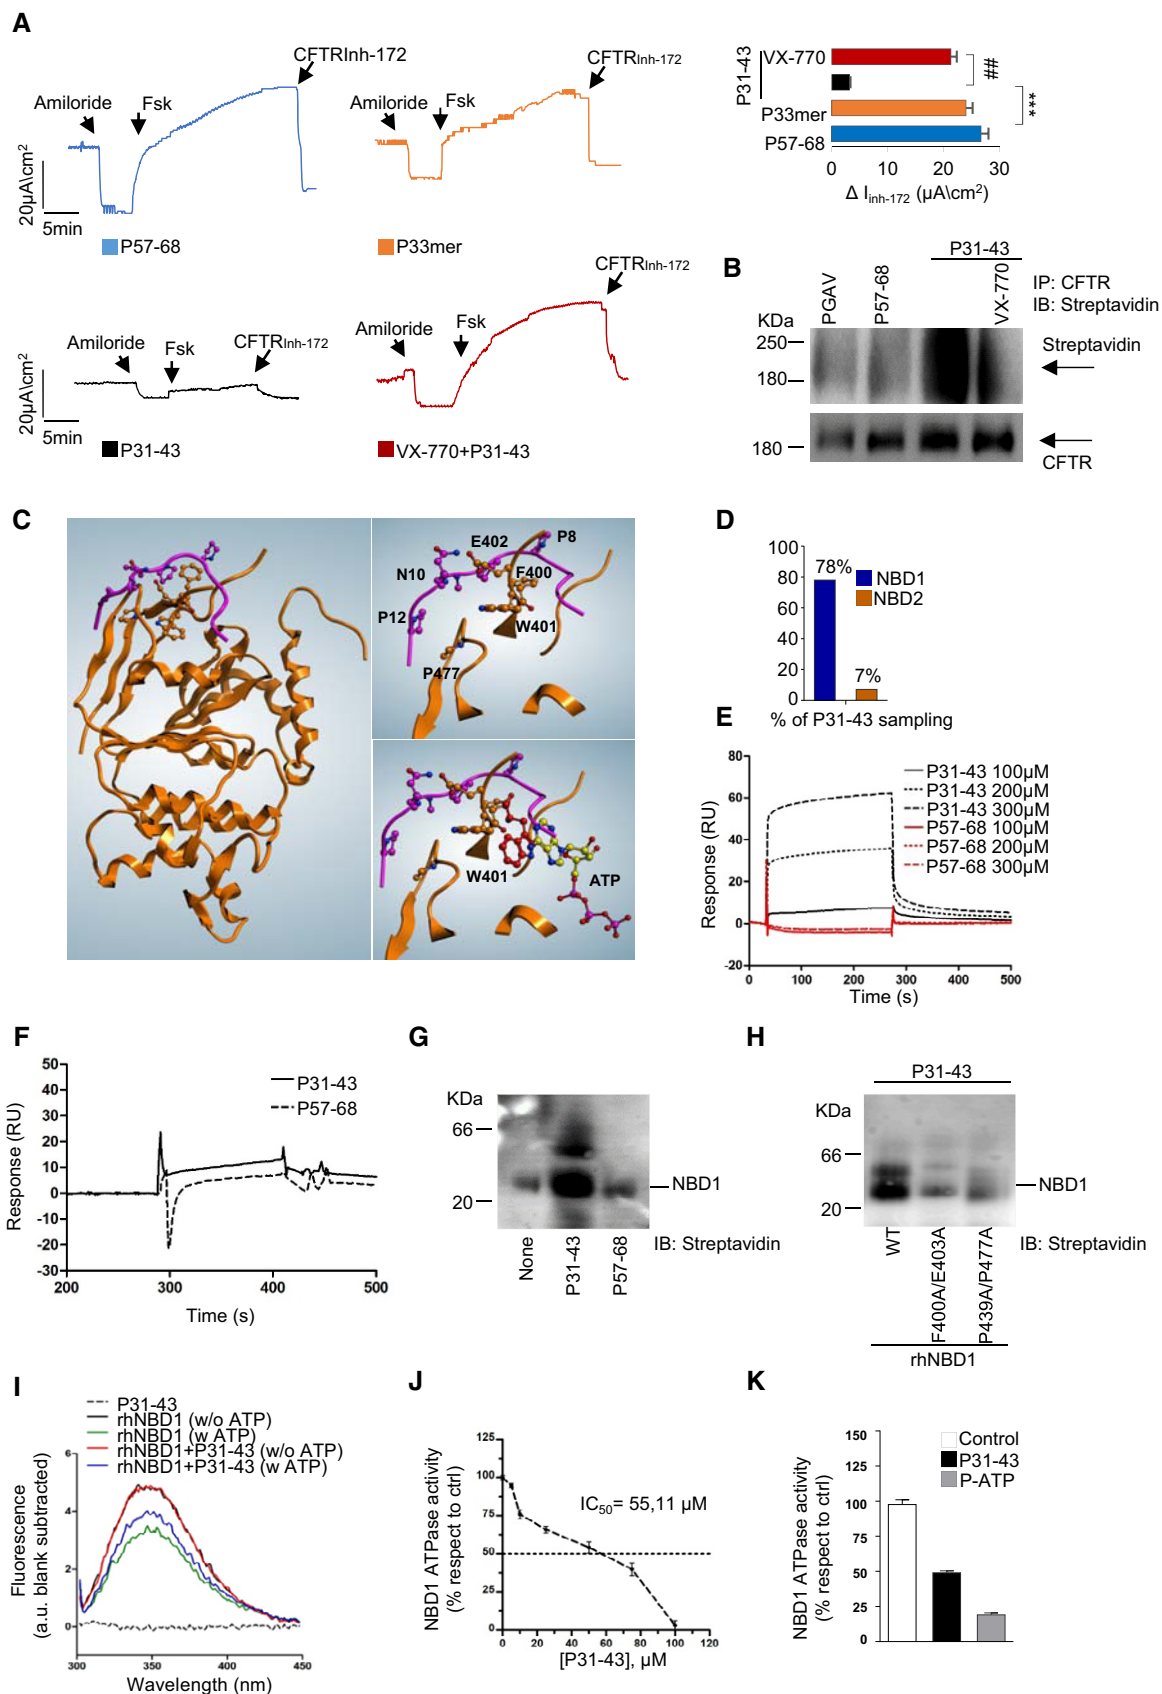 A
Amiloride
Fsk
CFTRInh-172
20µA\cm²
5min
P57-68
Amiloride
Fsk
CFTRInh-172
P33mer
Amiloride
Fsk
CFTRInh-172
20µA\cm²
5min
P31-43
Amiloride
Fsk
CFTRInh-172
VX-770+P31-43
P31-43
VX-770
P33mer
P57-68
##
***
0 10 20 30
Δ Iinh-172 (µA\cm²)
B
P31-43
PGAV
P57-68
VX-770
IP: CFTR
IB: Streptavidin
KDa
250
180
Streptavidin
180
CFTR
C
E402
P8
N10
F400
P12
W401
P477
W401
ATP
D
100
80
60
40
20
0
78%
7%
NBD1
NBD2
% of P31-43 sampling
E
Response (RU)
80
60
40
20
0
-20
P31-43 100µM
P31-43 200µM
P31-43 300µM
P57-68 100µM
P57-68 200µM
P57-68 300µM
0 100 200 300 400 500
Time (s)
F
Response (RU)
50
40
30
20
10
0
-10
-20
-30
P31-43
P57-68
200 300 400 500
Time (s)
G
KDa
66
20
NBD1
None
P31-43
P57-68
IB: Streptavidin
H
P31-43
KDa
66
20
NBD1
WT
F400A/E403A
P439A/P477A
IB: Streptavidin
rhNBD1
I
P31-43
rhNBD1 (w/o ATP)
rhNBD1 (w ATP)
rhNBD1+P31-43 (w/o ATP)
rhNBD1+P31-43 (w ATP)
Fluorescence
(a.u. blank subtracted)
6
4
2
0
300 350 400 450
Wavelength (nm)
J
NBD1 ATPase activity
(% respect to ctrl)
125
100
75
50
25
0
IC50= 55,11 µM
0 20 40 60 80 100 120
[P31-43], µM
K
NBD1 ATPase activity
(% respect to ctrl)
150
125
100
75
50
25
0
Control
P31-43
P-ATP